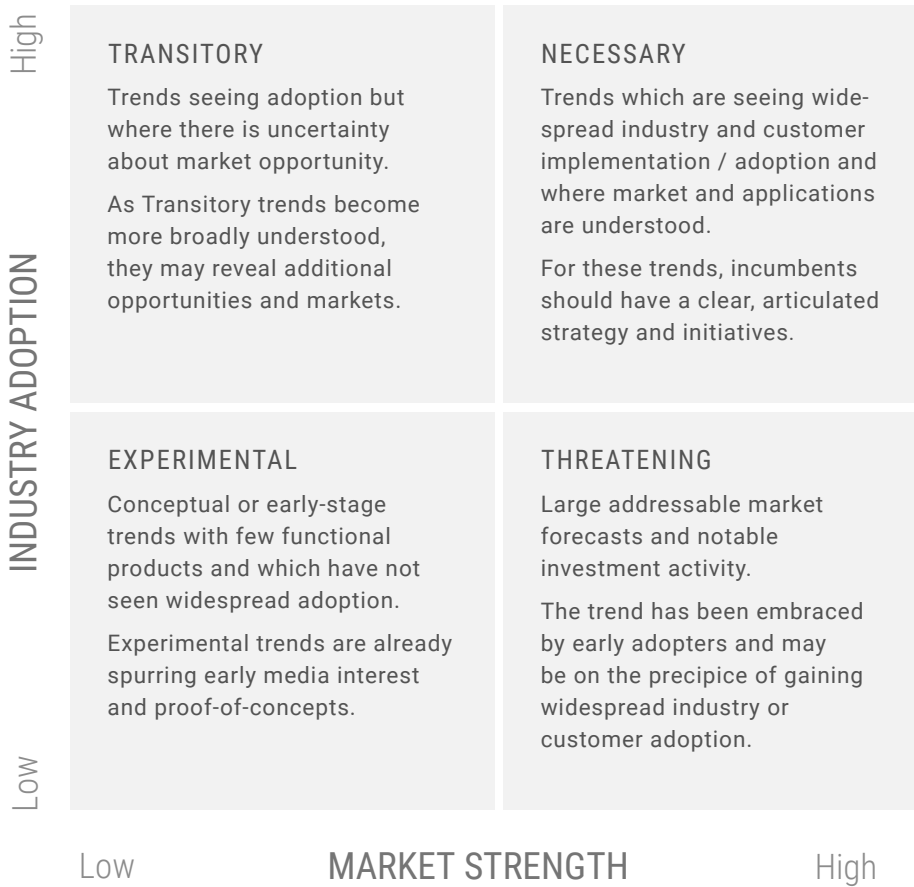 High
TRANSITORY
Trends seeing adoption but
where there is uncertainty
about market opportunity.
As Transitory trends become
more broadly understood,
they may reveal additional
opportunities and markets.
NECESSARY
Trends which are seeing wide-
spread industry and customer
implementation / adoption and
where market and applications
are understood.
For these trends, incumbents
should have a clear, articulated
strategy and initiatives.
INDUSTRY ADOPTION
EXPERIMENTAL
Conceptual or early-stage
trends with few functional
products and which have not
seen widespread adoption.
Experimental trends are already
spurring early media interest
and proof-of-concepts.
THREATENING
Large addressable market
forecasts and notable
investment activity.
The trend has been embraced
by early adopters and may
be on the precipice of gaining
widespread industry or
customer adoption.
Low
Low
MARKET STRENGTH
High